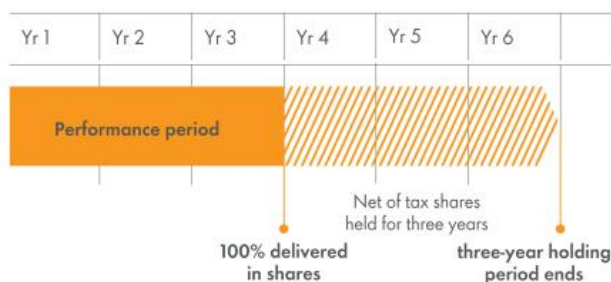 Yr 1
Yr 2
Yr 3
Yr 4
Yr 5
Yr 6
Performance period
Net of tax shares
held for three years
100% delivered
in shares
three-year holding
period ends